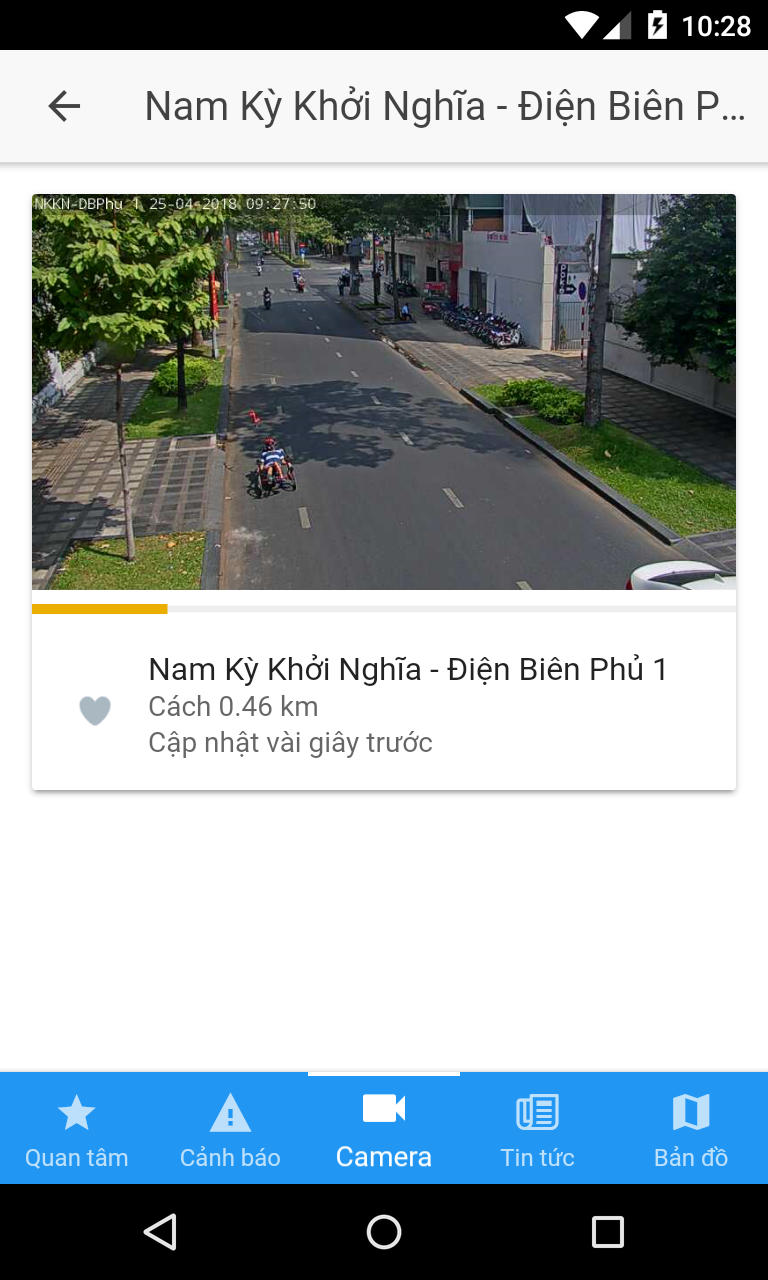 10:28
Nam Kỳ Khởi Nghĩa - Điện Biên P...
NKKN-DBPhu 1 25-04-2018 09:27:50
Nam Kỳ Khởi Nghĩa - Điện Biên Phủ 1
Cách 0.46 km
Cập nhật vài giây trước
Quan tâm
Cảnh báo
Camera
Tin tức
Bản đồ